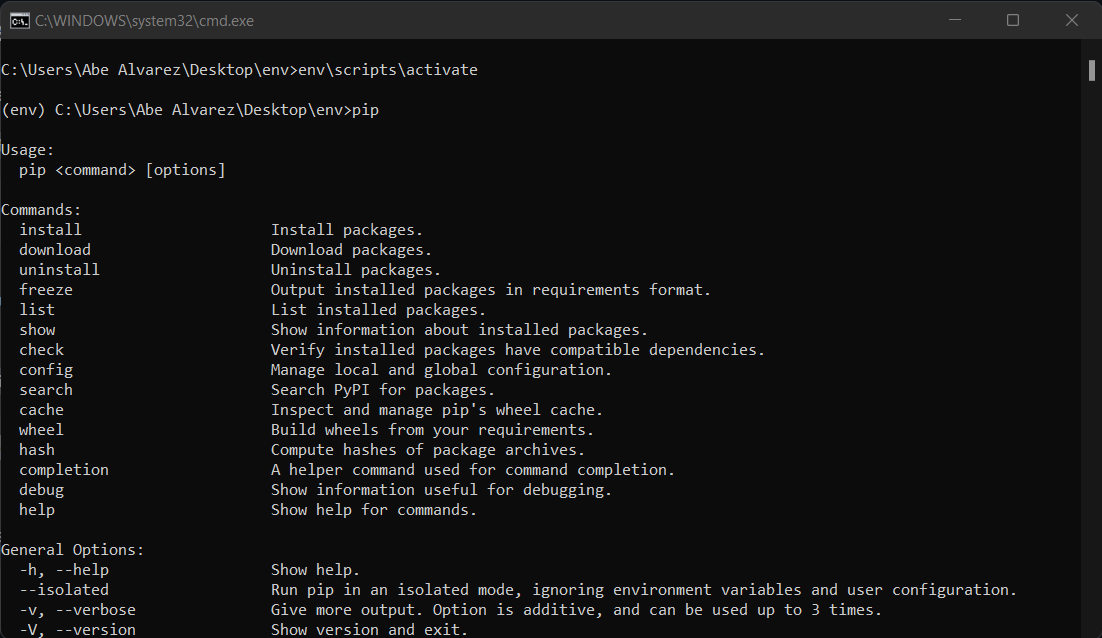 C:\WINDOWS\system32\cmd.exe
C:\Users\Abe Alvarez\Desktop\env>env\scripts\activate
(env) C:\Users\Abe Alvarez\Desktop\env>pip
Usage:
  pip <command> [options]
Commands:
  install                     Install packages.
  download                    Download packages.
  uninstall                   Uninstall packages.
  freeze                      Output installed packages in requirements format.
  list                        List installed packages.
  show                        Show information about installed packages.
  check                       Verify installed packages have compatible dependencies.
  config                      Manage local and global configuration.
  search                      Search PyPI for packages.
  cache                       Inspect and manage pip's wheel cache.
  wheel                       Build wheels from your requirements.
  hash                        Compute hashes of package archives.
  completion                  A helper command used for command completion.
  debug                       Show information useful for debugging.
  help                        Show help for commands.
General Options:
  -h, --help                  Show help.
  --isolated                  Run pip in an isolated mode, ignoring environment variables and user configuration.
  -v, --verbose               Give more output. Option is additive, and can be used up to 3 times.
  -V, --version               Show version and exit.